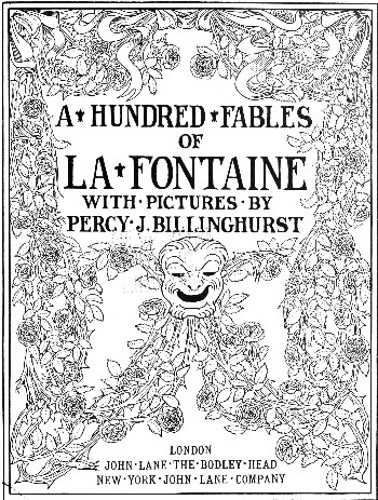 A HUNDRED FABLES
OF
LA FONTAINE
WITH · PICTURES · BY
PERCY · J. BILLINGHURST
LONDON
JOHN · LANE · THE · BODLEY · HEAD
NEW · YORK · JOHN · LANE · COMPANY